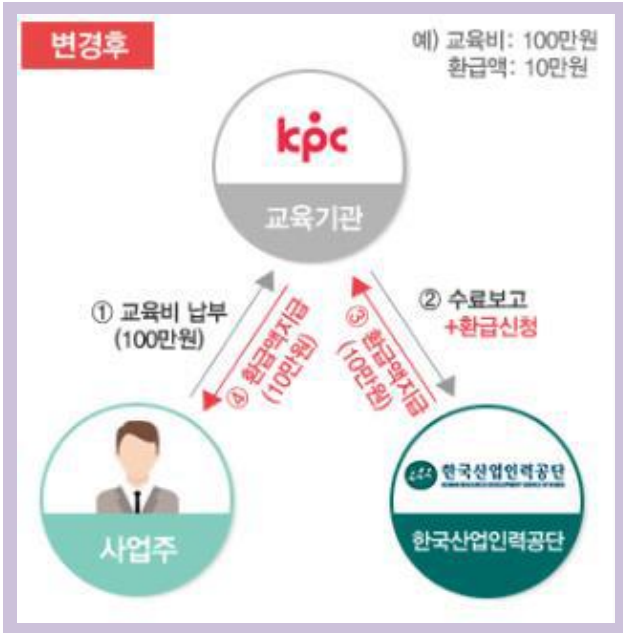 변경후
예) 교육비: 100만원
환급액: 10만원
kpc
교육기관
① 교육비 납부
(100만원)
④ 환급액지급
(10만원)
③ 환급액지급
(10만원)
② 수료보고
+환급신청
사업주
한국산업인력공단
한국산업인력공단